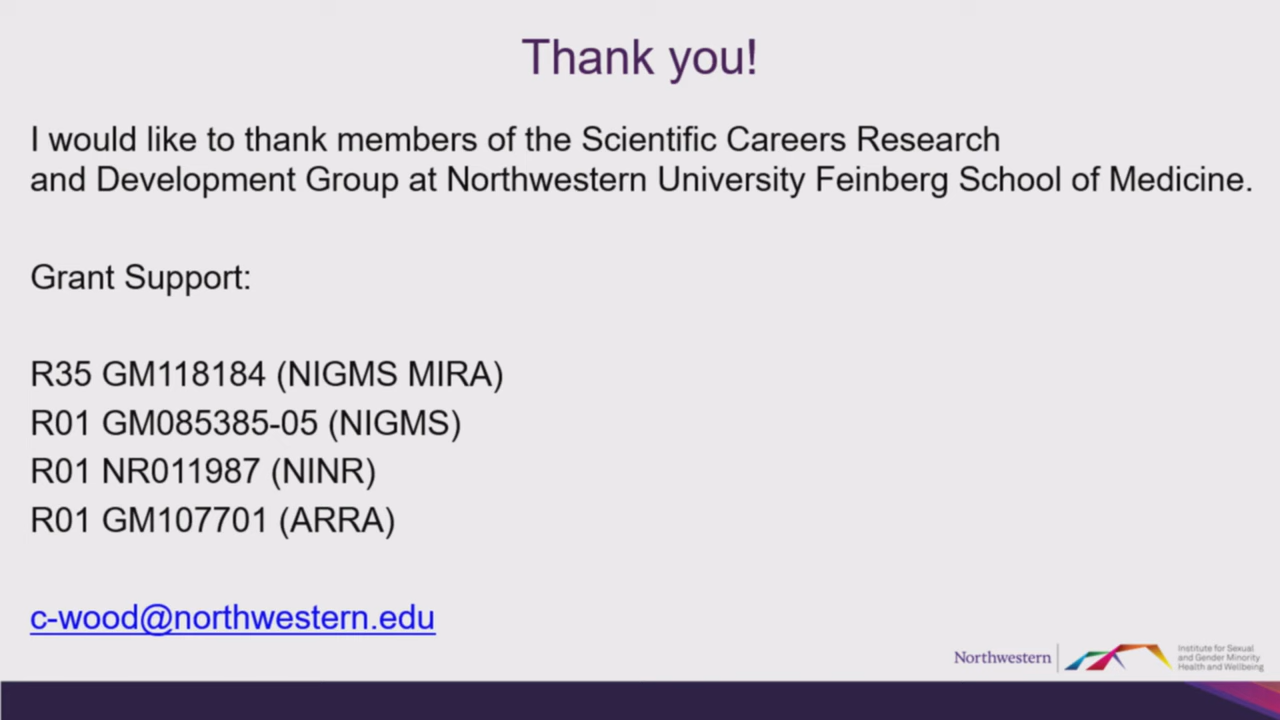 Thank you!
I would like to thank members of the Scientific Careers Research
and Development Group at Northwestern University Feinberg School of Medicine.
Grant Support:
R35 GM118184 (NIGMS MIRA)
R01 GM085385-05 (NIGMS)
R01 NR011987 (NINR)
R01 GM107701 (ARRA)
c-wood@northwestern.edu
Northwestern
Institute for Sexual
and Gender Minority
Health and Wellbeing